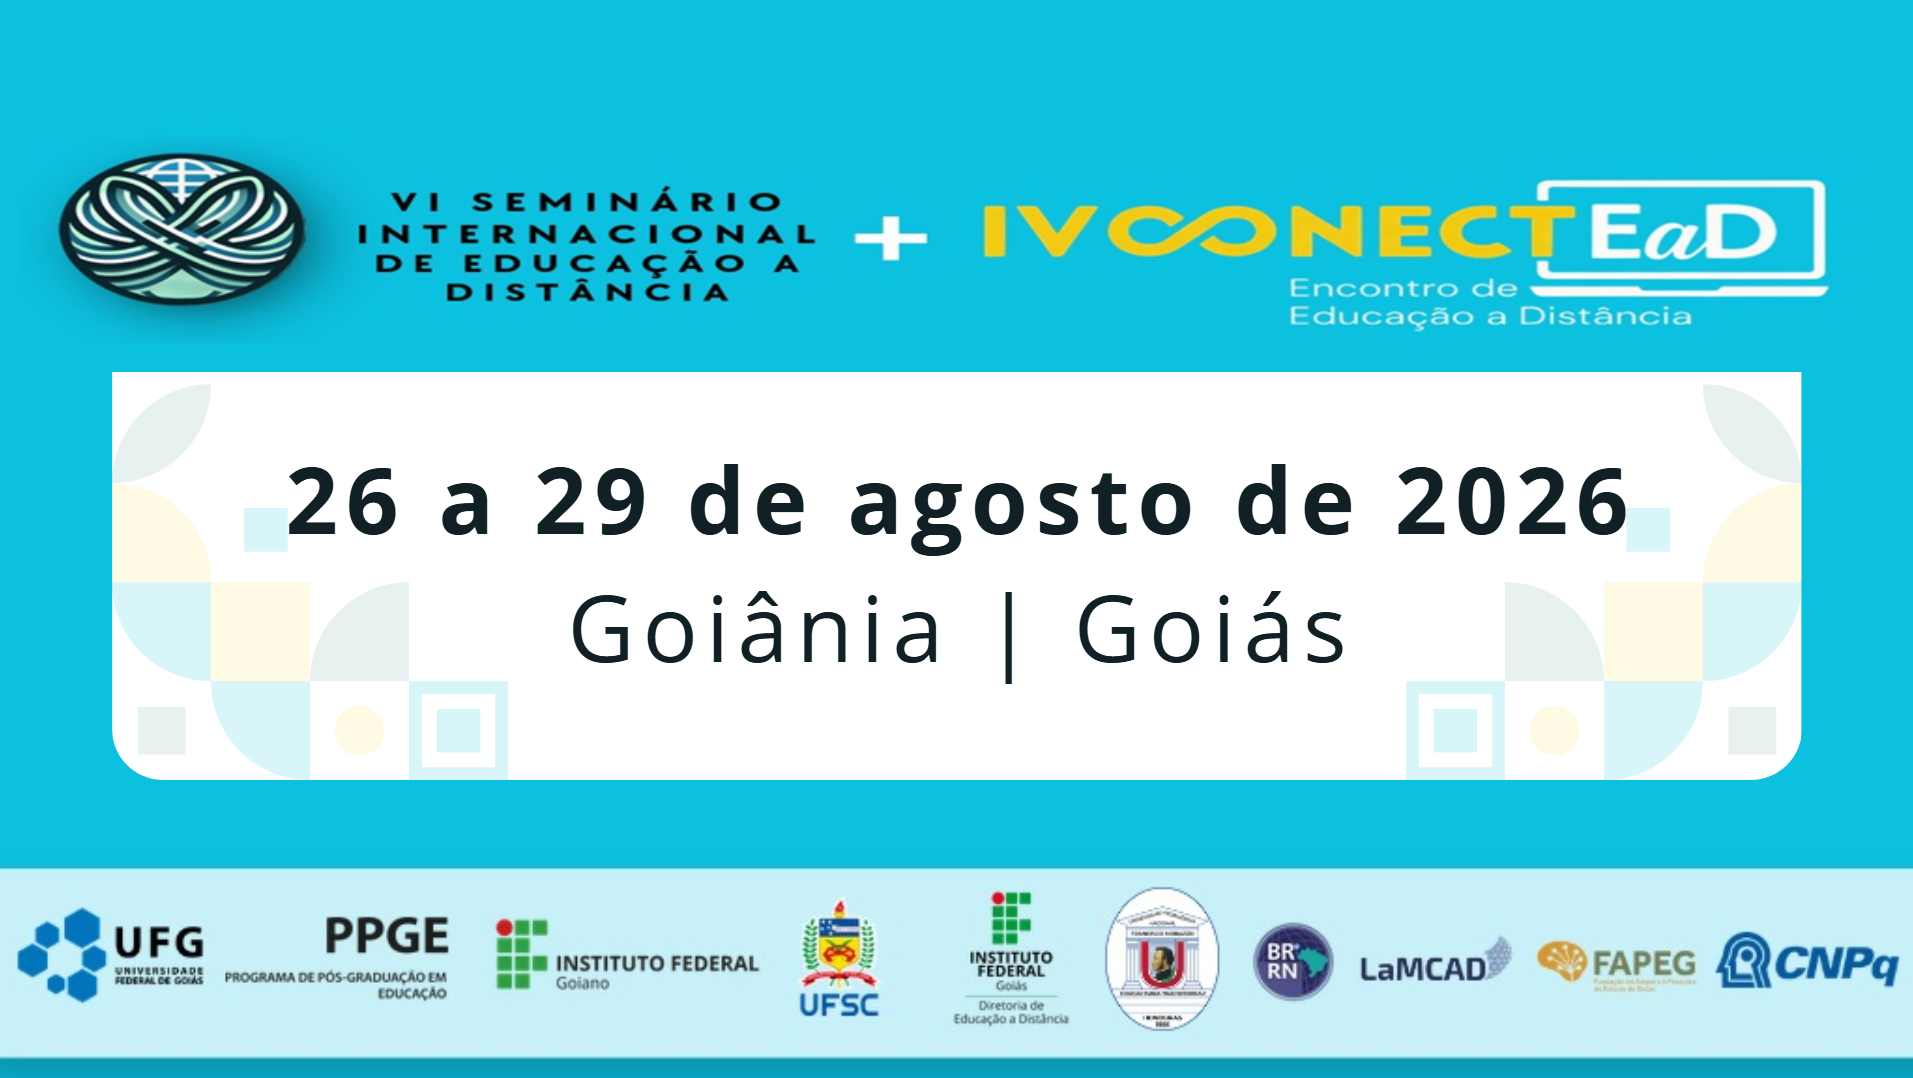 VI SEMINÁRIO
INTERNACIONAL
DE EDUCAÇÃO A
DISTÂNCIA
+
IV CONNECTEaD
Encontro de
Educação a Distância
26 a 29 de agosto de 2026
Goiânia | Goiás
UFG
UNIVERSIDADE
FEDERAL DE GOIÁS
PPGE
PROGRAMA DE PÓS-GRADUAÇÃO EM
EDUCAÇÃO
INSTITUTO FEDERAL
Goiano
UFSC
INSTITUTO
FEDERAL
Goiás
Diretoria de
Educação a Distância
HONDURAS
BR
RN
LaMCAD
FAPEG
CNPq